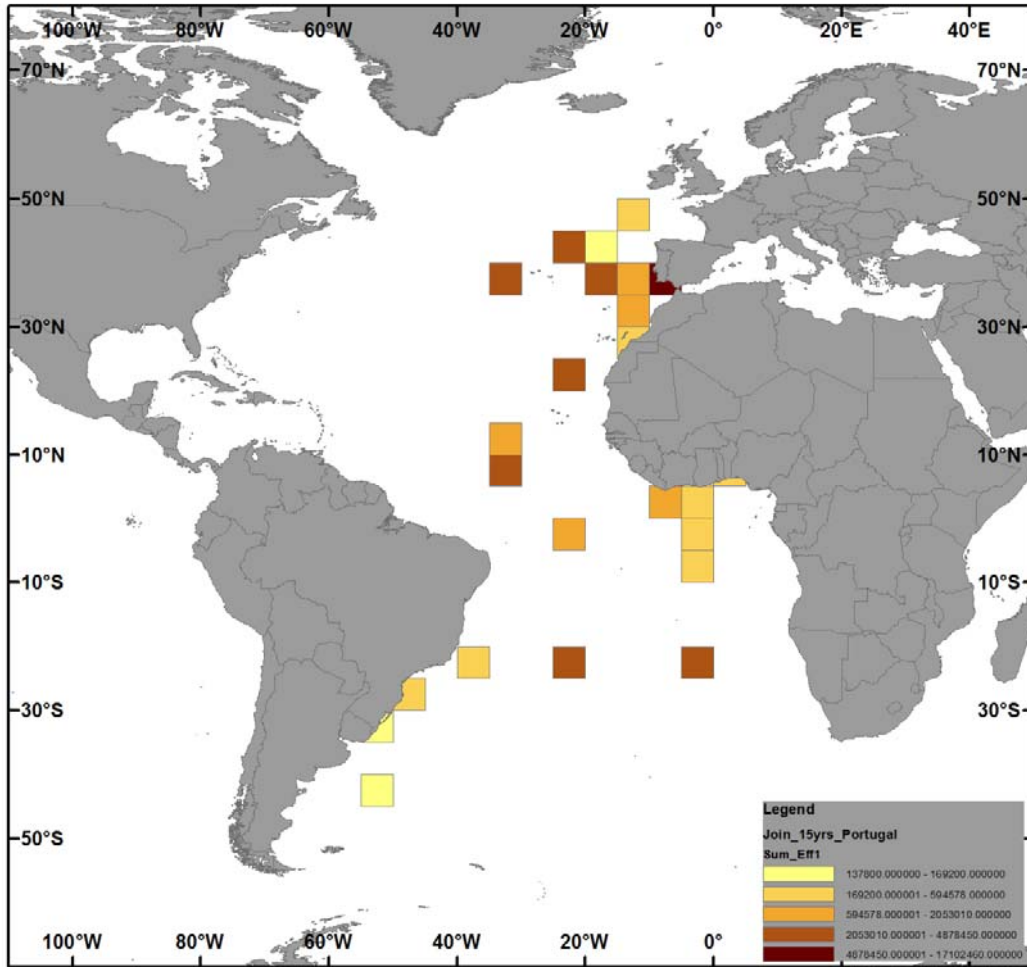 100°W 80°W 60°W 40°W 20°W 0° 20°E 40°E
70°N 70°N
50°N 50°N
30°N 30°N
10°N 10°N
10°S 10°S
30°S 30°S
50°S
Legend
Join_15yrs_Portugal
Sum_Eff1
137800.000000 - 169200.000000
169200.000001 - 594578.000000
594578.000001 - 2053010.000000
2053010.000001 - 4878450.000000
4878450.000001 - 17102460.000000
100°W 80°W 60°W 40°W 20°W 0° 20°E 40°E